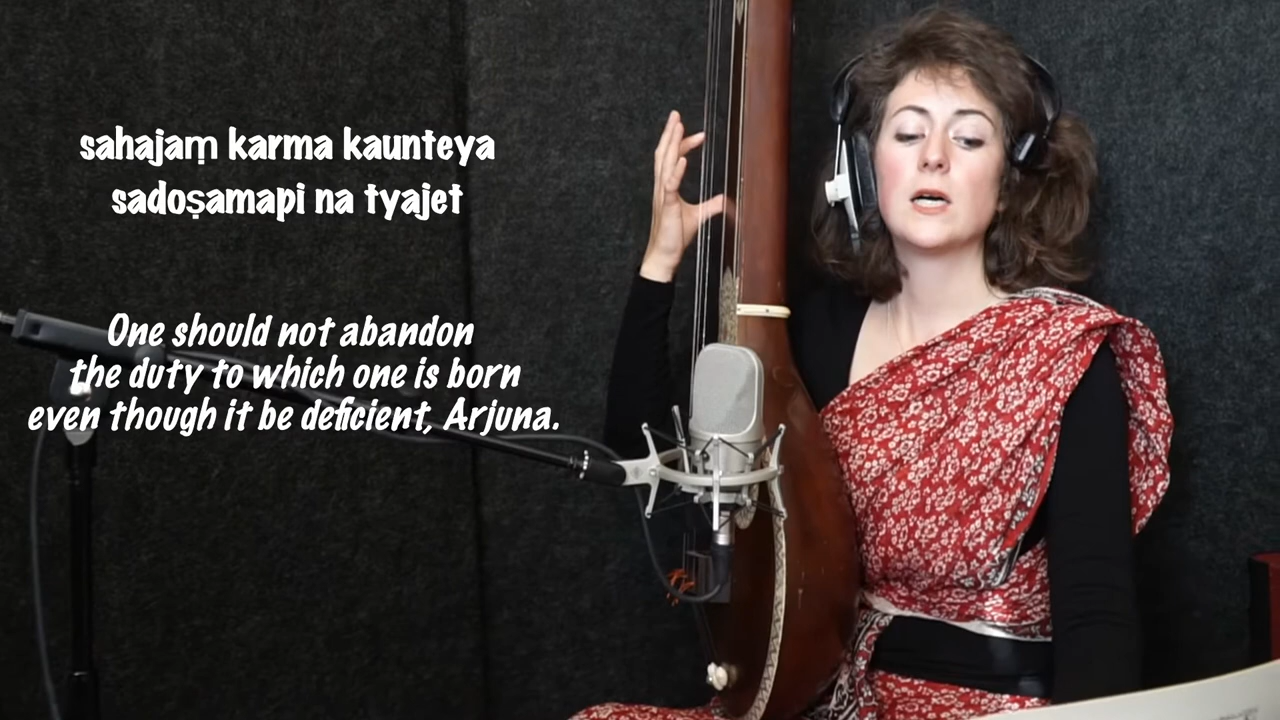 sahajaṃ karma kaunteya
sadoṣamapi na tyajet
One should not abandon
the duty to which one is born
even though it be deficient, Arjuna.